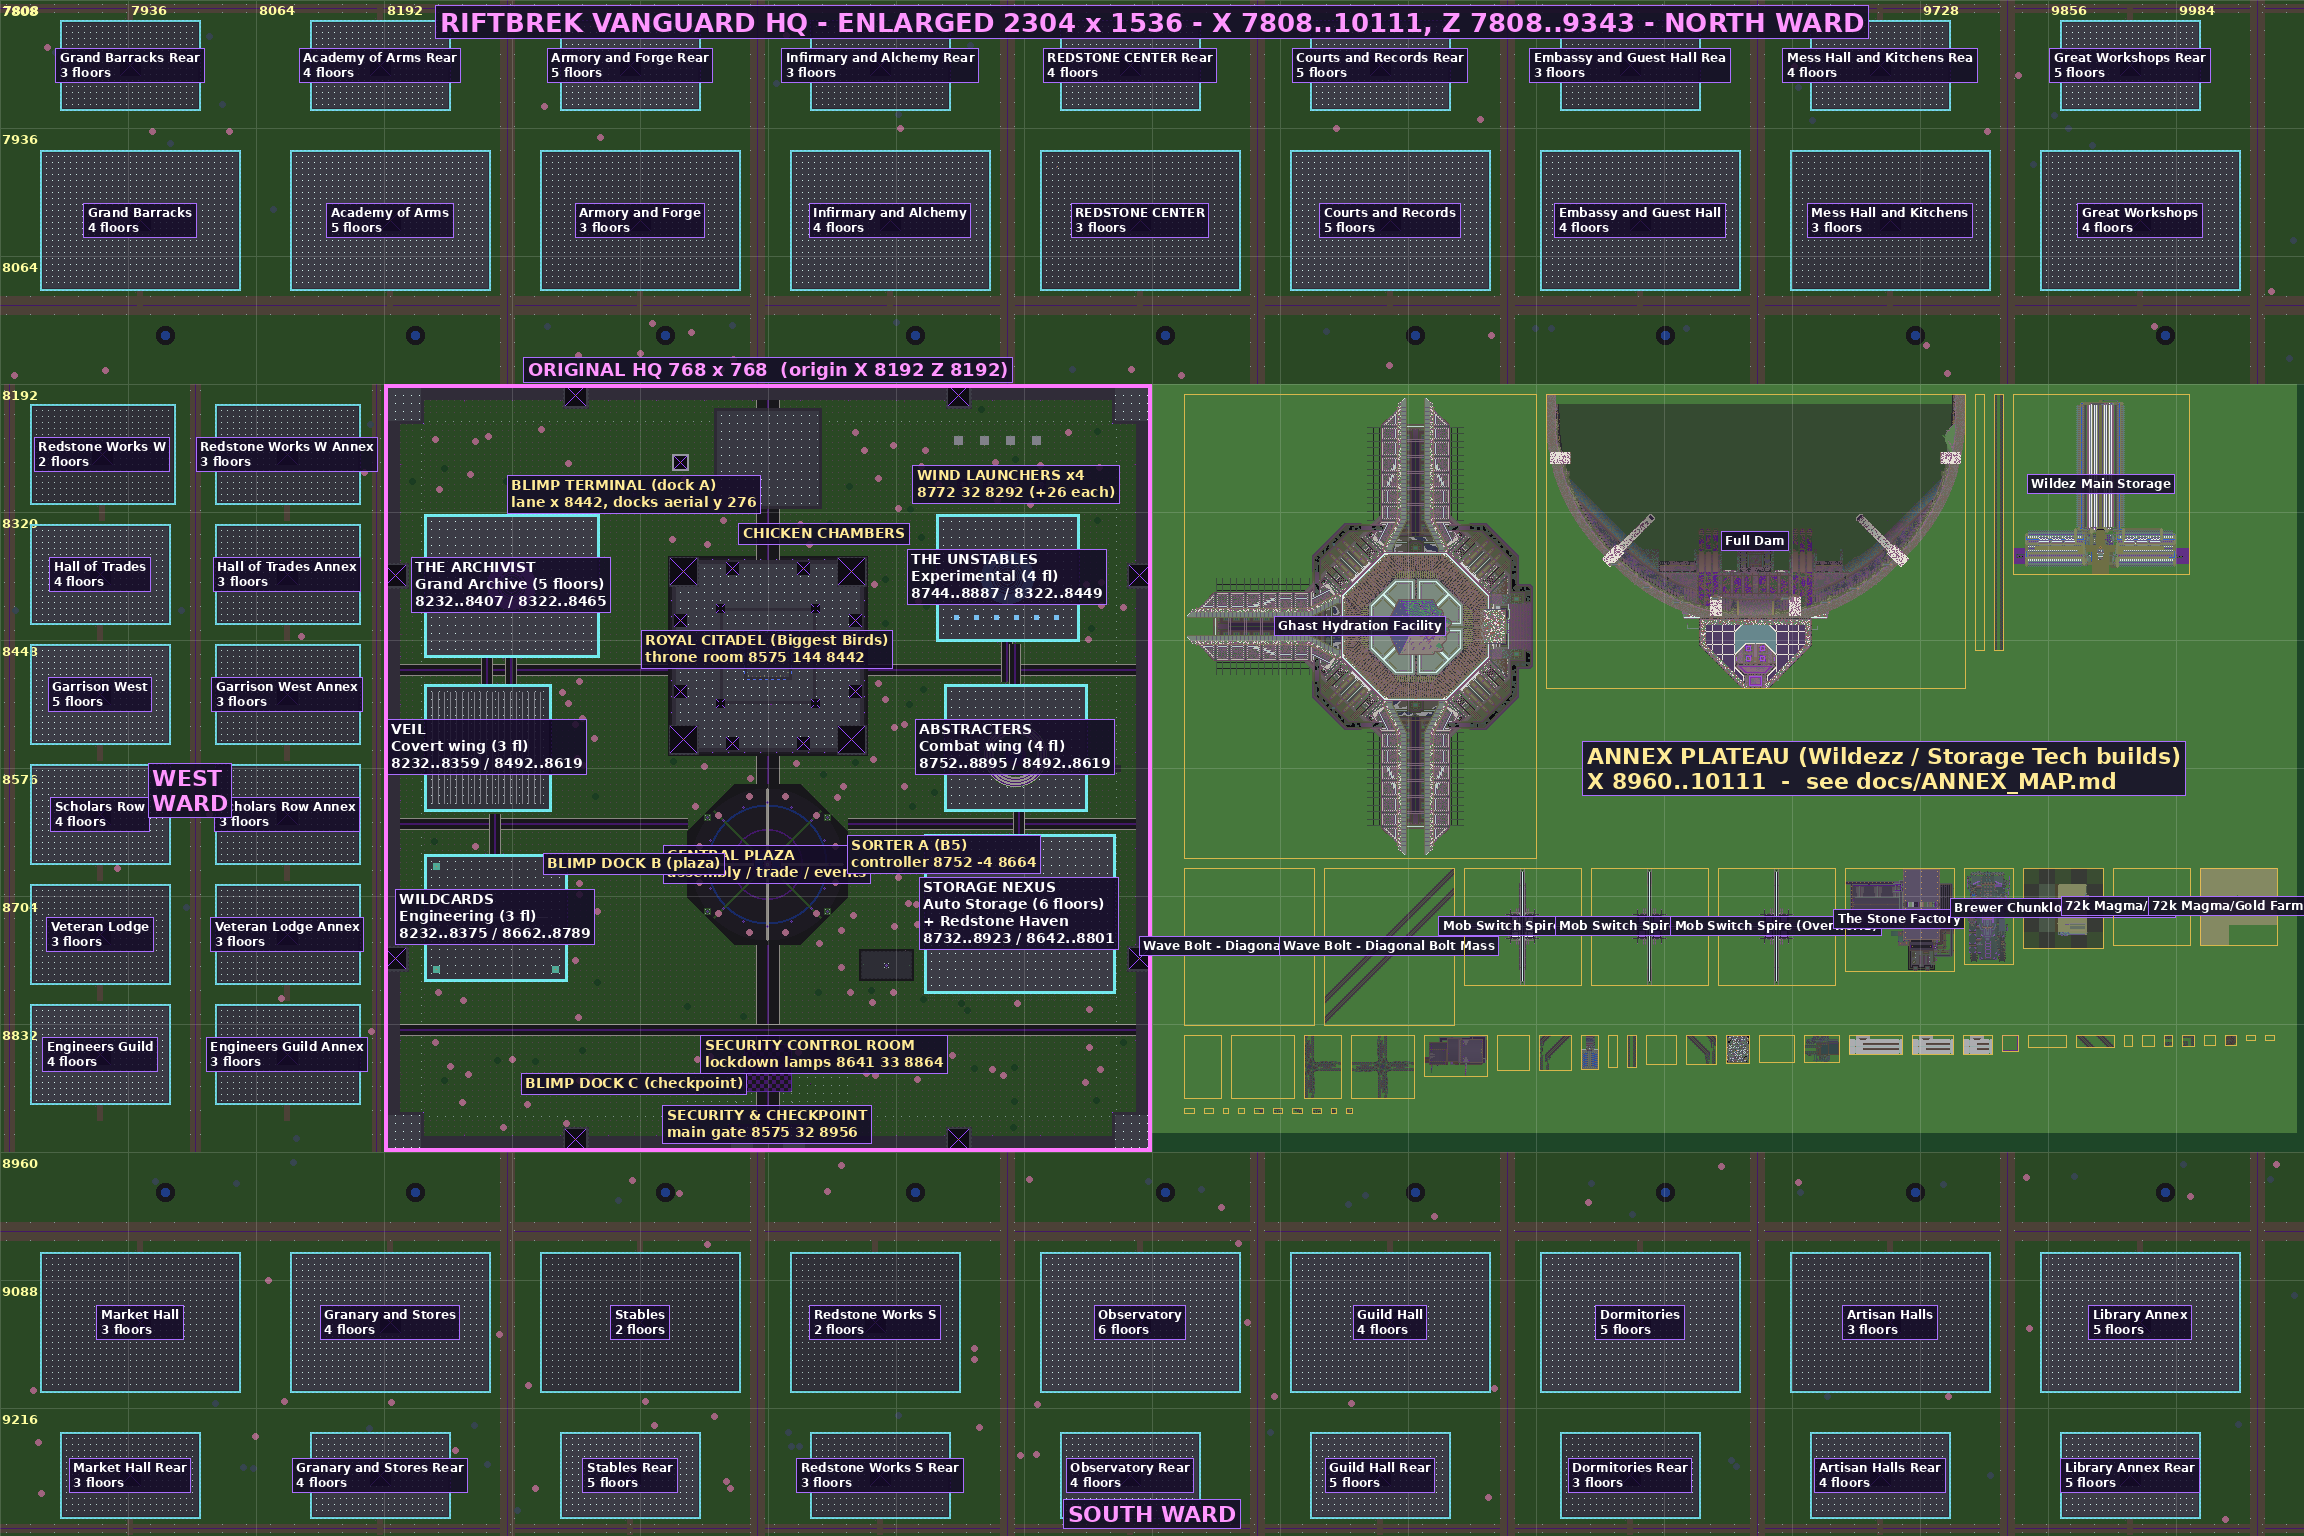 7808
7936
8064
8192
RIFTBREK VANGUARD HQ - ENLARGED 2304 x 1536 - X 7808..10111, Z 7808..9343 - NORTH WARD
9728
9856
9984
Grand Barracks Rear
3 floors
Academy of Arms Rear
4 floors
Armory and Forge Rear
5 floors
Infirmary and Alchemy Rear
3 floors
REDSTONE CENTER Rear
4 floors
Courts and Records Rear
5 floors
Embassy and Guest Hall Rea
3 floors
Mess Hall and Kitchens Rea
4 floors
Great Workshops Rear
5 floors
7936
Grand Barracks
4 floors
Academy of Arms
5 floors
Armory and Forge
3 floors
Infirmary and Alchemy
4 floors
REDSTONE CENTER
3 floors
Courts and Records
5 floors
Embassy and Guest Hall
4 floors
Mess Hall and Kitchens
3 floors
Great Workshops
4 floors
8064
ORIGINAL HQ 768 x 768 (origin X 8192 Z 8192)
8192
Redstone Works W
2 floors
Redstone Works W Annex
3 floors
BLIMP TERMINAL (dock A)
lane x 8442, docks aerial y 276
WIND LAUNCHERS x4
8772 32 8292 (+26 each)
Wildez Main Storage
8320
CHICKEN CHAMBERS
Full Dam
Hall of Trades
4 floors
Hall of Trades Annex
3 floors
THE ARCHIVIST
Grand Archive (5 floors)
8232..8407 / 8322..8465
THE UNSTABLES
Experimental (4 fl)
8744..8887 / 8322..8449
Ghast Hydration Facility
8448
ROYAL CITADEL (Biggest Birds)
throne room 8575 144 8442
Garrison West
5 floors
Garrison West Annex
3 floors
VEIL
Covert wing (3 fl)
8232..8359 / 8492..8619
ABSTRACTERS
Combat wing (4 fl)
8752..8895 / 8492..8619
ANNEX PLATEAU (Wildezz / Storage Tech builds)
X 8960..10111 - see docs/ANNEX_MAP.md
8576
WEST
WARD
Scholars Row
4 floors
holars Row Annex
3 floors
SORTER A (B5)
controller 8752 -4 8664
BLIMP DOCK B (plaza)
PLAZA
assembly / trade / events
8704
WILDCARDS
Engineering (3 fl)
8232..8375 / 8662..8789
STORAGE NEXUS
Auto Storage (6 floors)
+ Redstone Haven
8732..8923 / 8642..8801
Veteran Lodge
3 floors
Veteran Lodge Annex
3 floors
Wave Bolt - Diagona
Wave Bolt - Diagonal Bolt Mass
Mob Switch Spir
Mob Switch Spir
Mob Switch Spire (Over
The Stone Factory
Brewer Chunklo
72k Magma/
72k Magma/Gold Farm
8832
Engineers Guild
4 floors
Engineers Guild Annex
3 floors
SECURITY CONTROL ROOM
lockdown lamps 8641 33 8864
BLIMP DOCK C (checkpoint)
SECURITY & CHECKPOINT
main gate 8575 32 8956
8960
9088
Market Hall
3 floors
Granary and Stores
4 floors
Stables
2 floors
Redstone Works S
2 floors
Observatory
6 floors
Guild Hall
4 floors
Dormitories
5 floors
Artisan Halls
3 floors
Library Annex
5 floors
9216
Market Hall Rear
3 floors
Granary and Stores Rear
4 floors
Stables Rear
5 floors
Redstone Works S Rear
3 floors
Observatory Rear
4 floors
Guild Hall Rear
5 floors
Dormitories Rear
3 floors
Artisan Halls Rear
4 floors
Library Annex Rear
5 floors
SOUTH WARD